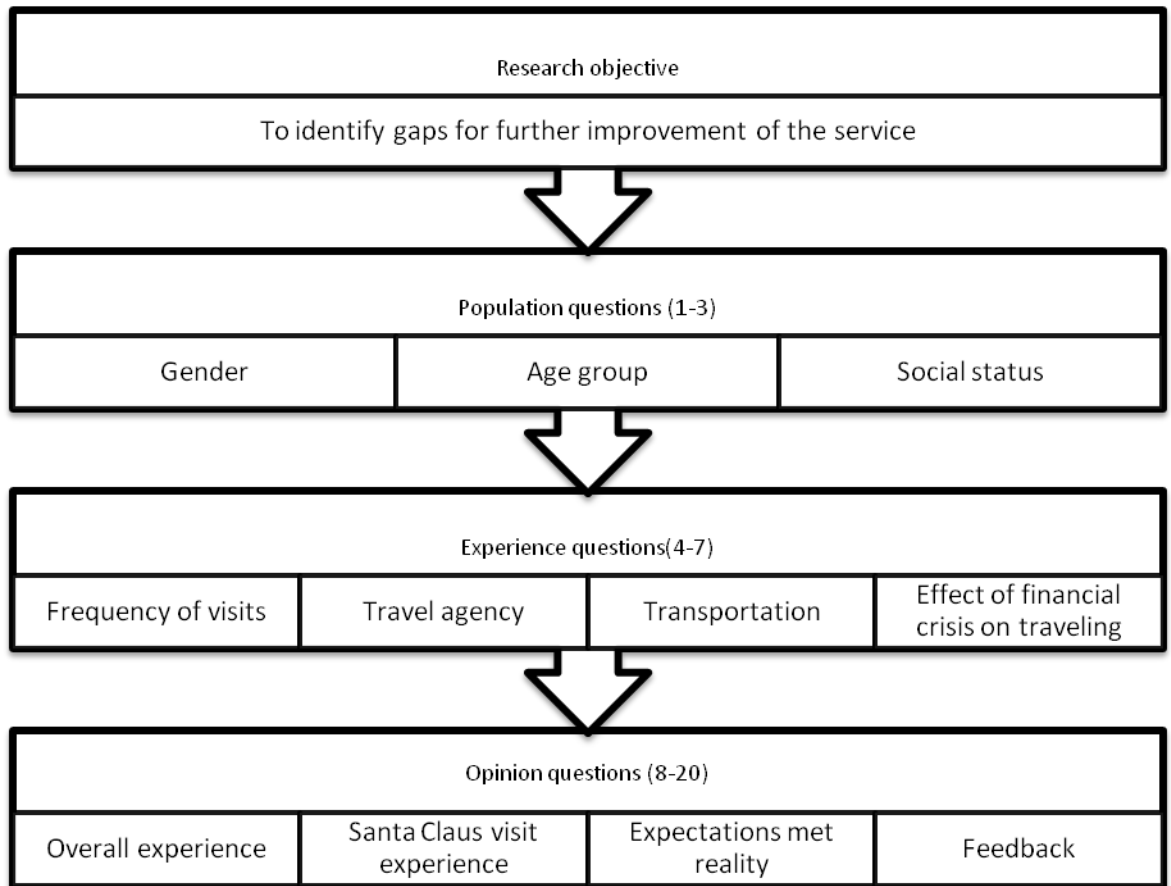 Research objective
To identify gaps for further improvement of the service
Population questions (1-3)
Gender
Age group
Social status
Experience questions(4-7)
Frequency of visits
Travel agency
Transportation
Effect of financial
crisis on traveling
Opinion questions (8-20)
Overall experience
Santa Claus visit
experience
Expectations met
reality
Feedback